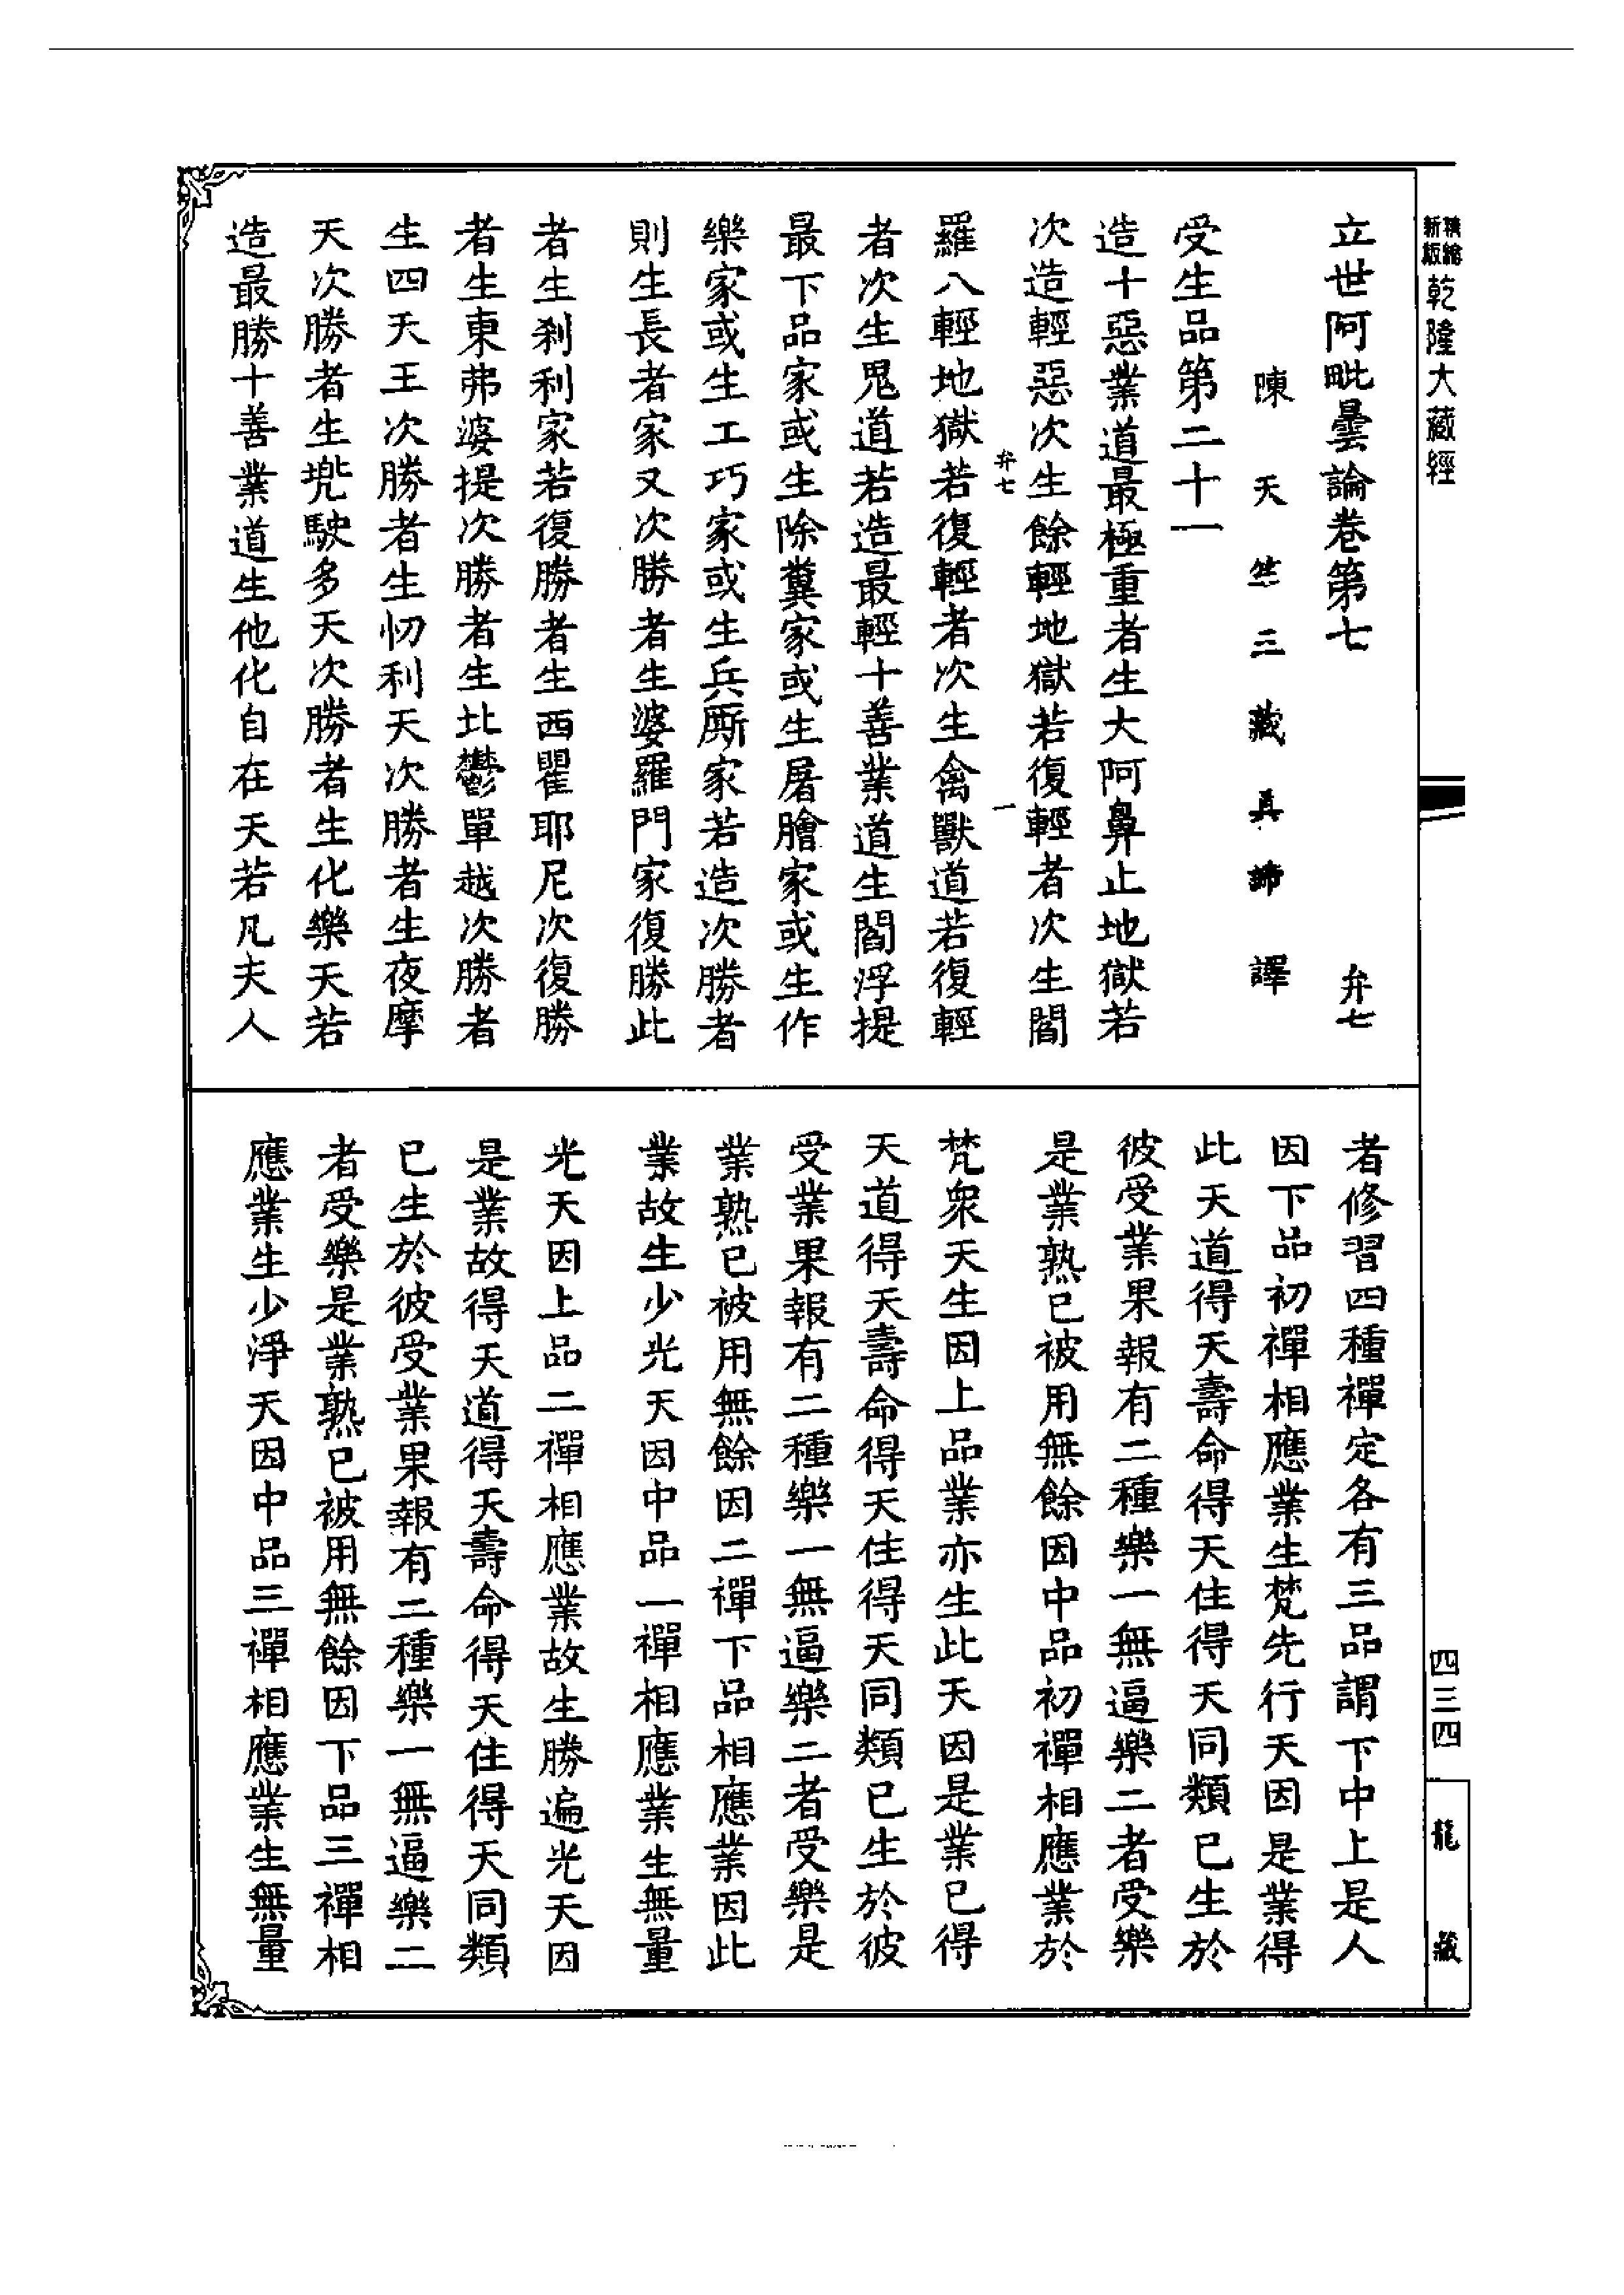 精縮新版乾隆大藏經
立世阿毗曇論卷第七 弁七
陳天竺三藏真諦譯
受生品第二十一
造十惡業道最極重者生大阿鼻止地獄若
次造輕惡次生餘輕地獄若復輕者次生閻
弁七 一
羅八輕地獄若復輕者次生禽獸道若復輕
者次生鬼道若造最輕十善業道生閻浮提
最下品家或生除糞家或生屠膾家或生作
樂家或生工巧家或生兵厮家若造次勝者
則生長者家又次勝者生婆羅門家復勝此
者生刹利家若復勝者生西瞿耶尼次復勝
者生東弗婆提次勝者生北鬱單越次勝者
生四天王次勝者生忉利天次勝者生夜摩
天次勝者生兜駛多天次勝者生化樂天若
造最勝十善業道生他化自在天若凡夫人
者修習四種禪定各有三品謂下中上是人
因下品初禪相應業生梵先行天因是業得
此天道得天壽命得天住得天同類已生於
彼受業果報有二種樂一無逼樂二者受樂
是業熟已被用無餘因中品初禪相應業於
梵衆天生因上品業亦生此天因是業已得
天道得天壽命得天住得天同類已生於彼
受業果報有二種樂一無逼樂二者受樂是
業熟已被用無餘因二禪下品相應業因此
業故生少光天因中品一禪相應業生無量
光天因上品二禪相應業故生勝遍光天因
是業故得天道得天壽命得天住得天同類
已生於彼受業果報有二種樂一無逼樂二
者受樂是業熟已被用無餘因下品三禪相
應業生少淨天因中品三禪相應業生無量
四三四
龍藏